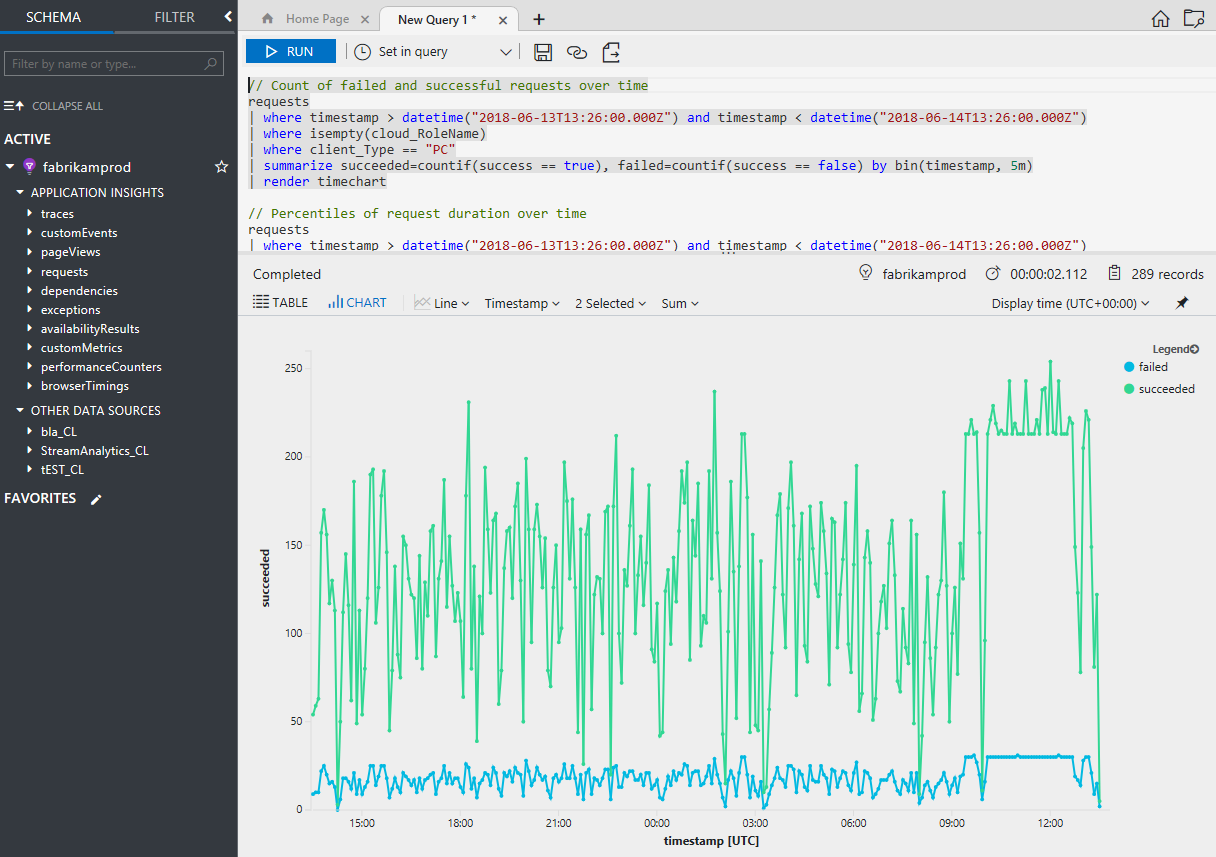 SCHEMA
FILTER
Filter by name or type...
COLLAPSE ALL
ACTIVE
fabrikamprod
APPLICATION INSIGHTS
traces
customEvents
pageViews
requests
dependencies
exceptions
availabilityResults
customMetrics
performanceCounters
browserTimings
OTHER DATA SOURCES
bla_CL
StreamAnalytics_CL
tEST_CL
FAVORITES
Home Page
New Query 1 *
RUN
Set in query
// Count of failed and successful requests over time
requests
| where timestamp > datetime("2018-06-13T13:26:00.000Z") and timestamp < datetime("2018-06-14T13:26:00.000Z")
| where isempty(cloud_RoleName)
| where client_Type == "PC"
| summarize succeeded=countif(success == true), failed=countif(success == false) by bin(timestamp, 5m)
| render timechart
// Percentiles of request duration over time
requests
| where timestamp > datetime("2018-06-13T13:26:00.000Z") and timestamp < datetime("2018-06-14T13:26:00.000Z")
Completed
fabrikamprod
00:00:02.112
289 records
TABLE
CHART
Line
Timestamp
2 Selected
Sum
Display time (UTC+00:00)
Legend
failed
succeeded
250
200
150
100
50
0
succeeded
15:00
18:00
21:00
00:00
03:00
06:00
09:00
12:00
timestamp [UTC]